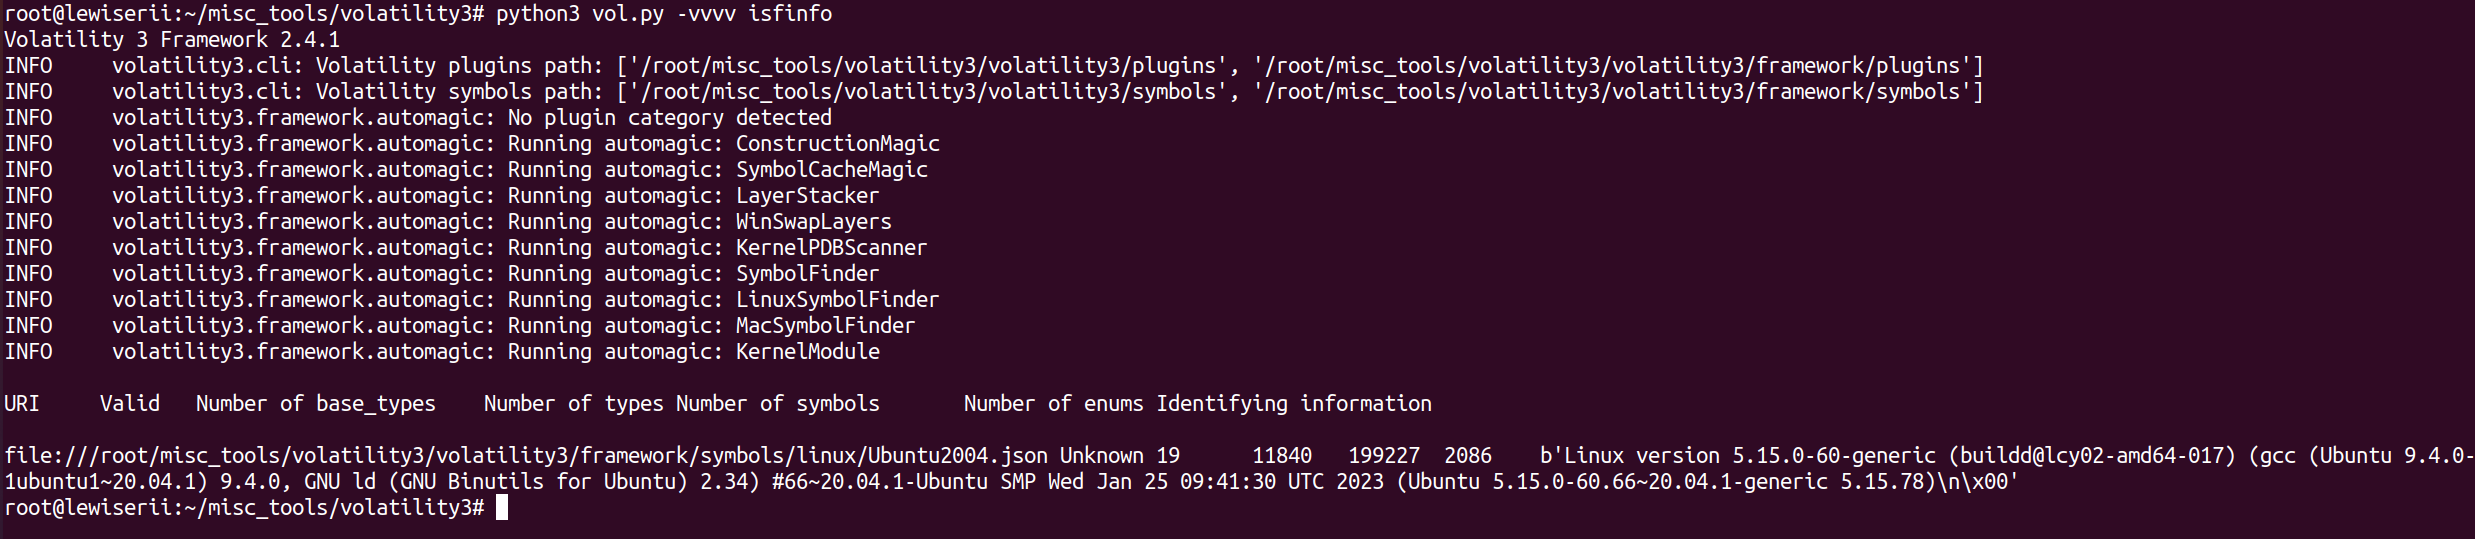 root@lewiserii:~/misc_tools/volatility3# python3 vol.py -vvvv isfinfo
Volatility 3 Framework 2.4.1
INFO     volatility3.cli: Volatility plugins path: ['/root/misc_tools/volatility3/volatility3/plugins', '/root/misc_tools/volatility3/volatility3/framework/plugins']
INFO     volatility3.cli: Volatility symbols path: ['/root/misc_tools/volatility3/volatility3/symbols', '/root/misc_tools/volatility3/volatility3/framework/symbols']
INFO     volatility3.framework.automagic: No plugin category detected
INFO     volatility3.framework.automagic: Running automagic: ConstructionMagic
INFO     volatility3.framework.automagic: Running automagic: SymbolCacheMagic
INFO     volatility3.framework.automagic: Running automagic: LayerStacker
INFO     volatility3.framework.automagic: Running automagic: WinSwapLayers
INFO     volatility3.framework.automagic: Running automagic: KernelPDBScanner
INFO     volatility3.framework.automagic: Running automagic: SymbolFinder
INFO     volatility3.framework.automagic: Running automagic: LinuxSymbolFinder
INFO     volatility3.framework.automagic: Running automagic: MacSymbolFinder
INFO     volatility3.framework.automagic: Running automagic: KernelModule
URI     Valid   Number of base_types    Number of types Number of symbols       Number of enums Identifying information
file:///root/misc_tools/volatility3/volatility3/framework/symbols/linux/Ubuntu2004.json Unknown 19      11840   199227  2086    b'Linux version 5.15.0-60-generic (buildd@lcy02-amd64-017) (gcc (Ubuntu 9.4.0-
1ubuntu1~20.04.1) 9.4.0, GNU ld (GNU Binutils for Ubuntu) 2.34) #66~20.04.1-Ubuntu SMP Wed Jan 25 09:41:30 UTC 2023 (Ubuntu 5.15.0-60.66~20.04.1-generic 5.15.78)\n\x00'
root@lewiserii:~/misc_tools/volatility3#